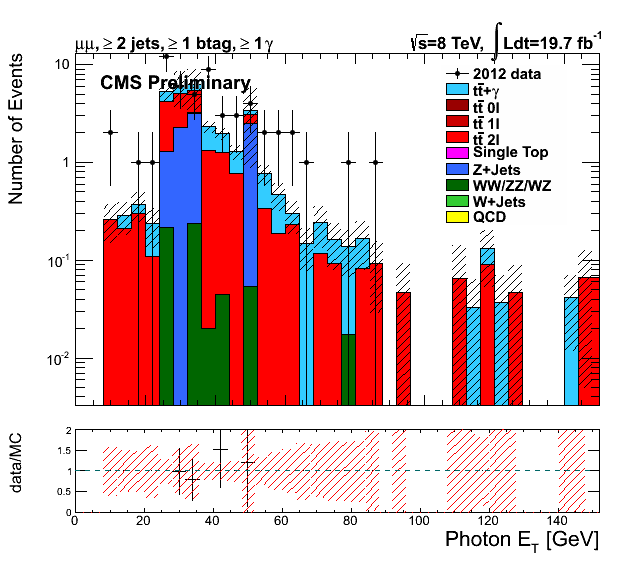 μμ, ≥ 2 jets, ≥ 1 btag, ≥ 1 γ
√s=8 TeV, ∫ Ldt=19.7 fb⁻¹
CMS Preliminary
Number of Events
10
1
10⁻¹
10⁻²
2012 data
tt̄+γ
tt̄ 0l
tt̄ 1l
tt̄ 2l
Single Top
Z+Jets
WW/ZZ/WZ
W+Jets
QCD
data/MC
2
1.5
1
0.5
0
0 20 40 60 80 100 120 140
Photon E_T [GeV]